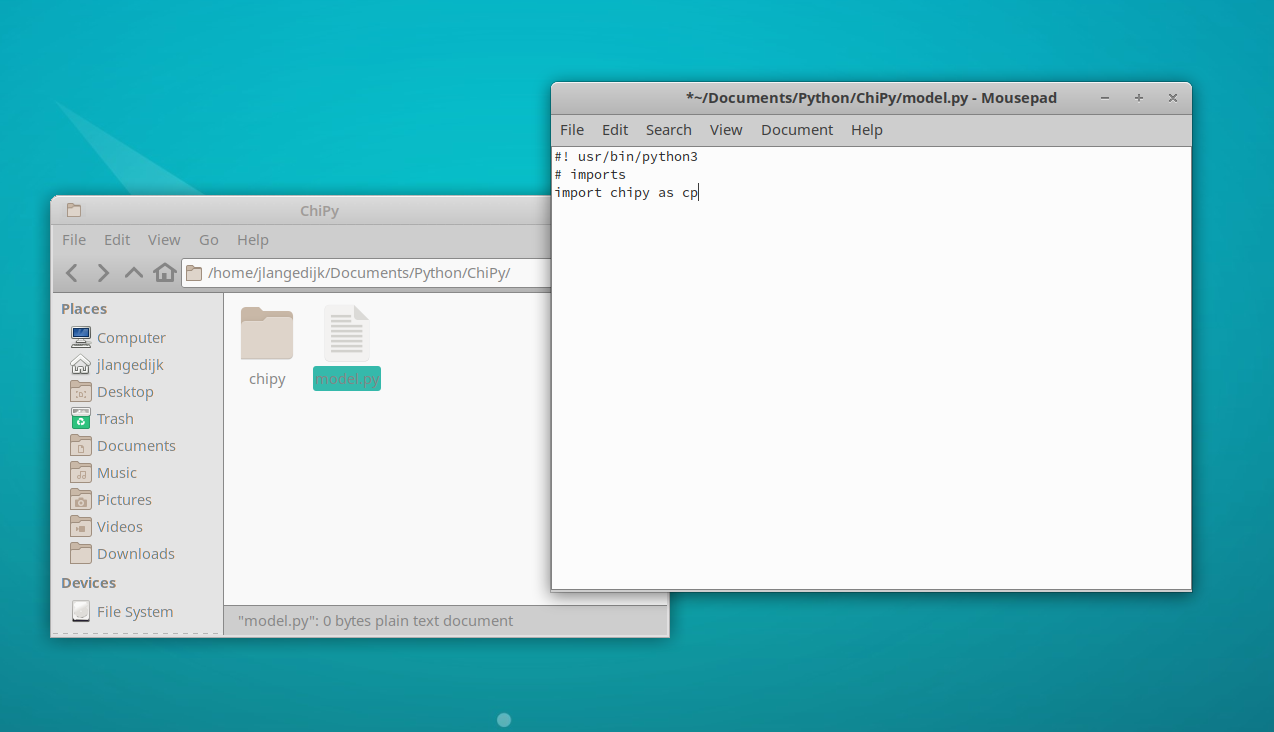 *~/Documents/Python/ChiPy/model.py - Mousepad
File Edit Search View Document Help
#! usr/bin/python3
# imports
import chipy as cp
ChiPy
File Edit View Go Help
/home/jlangedijk/Documents/Python/ChiPy/
Places
Computer
jlangedijk
Desktop
Trash
Documents
Music
Pictures
Videos
Downloads
Devices
File System
chipy
model.py
"model.py": 0 bytes plain text document